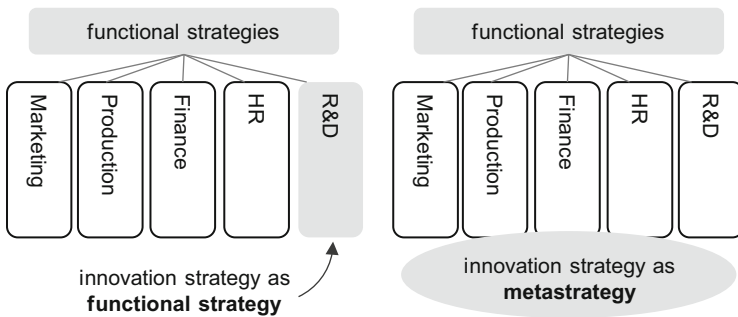 functional strategies
Marketing
Production
Finance
HR
R&D
innovation strategy as
functional strategy
functional strategies
Marketing
Production
Finance
HR
R&D
innovation strategy as
metastrategy